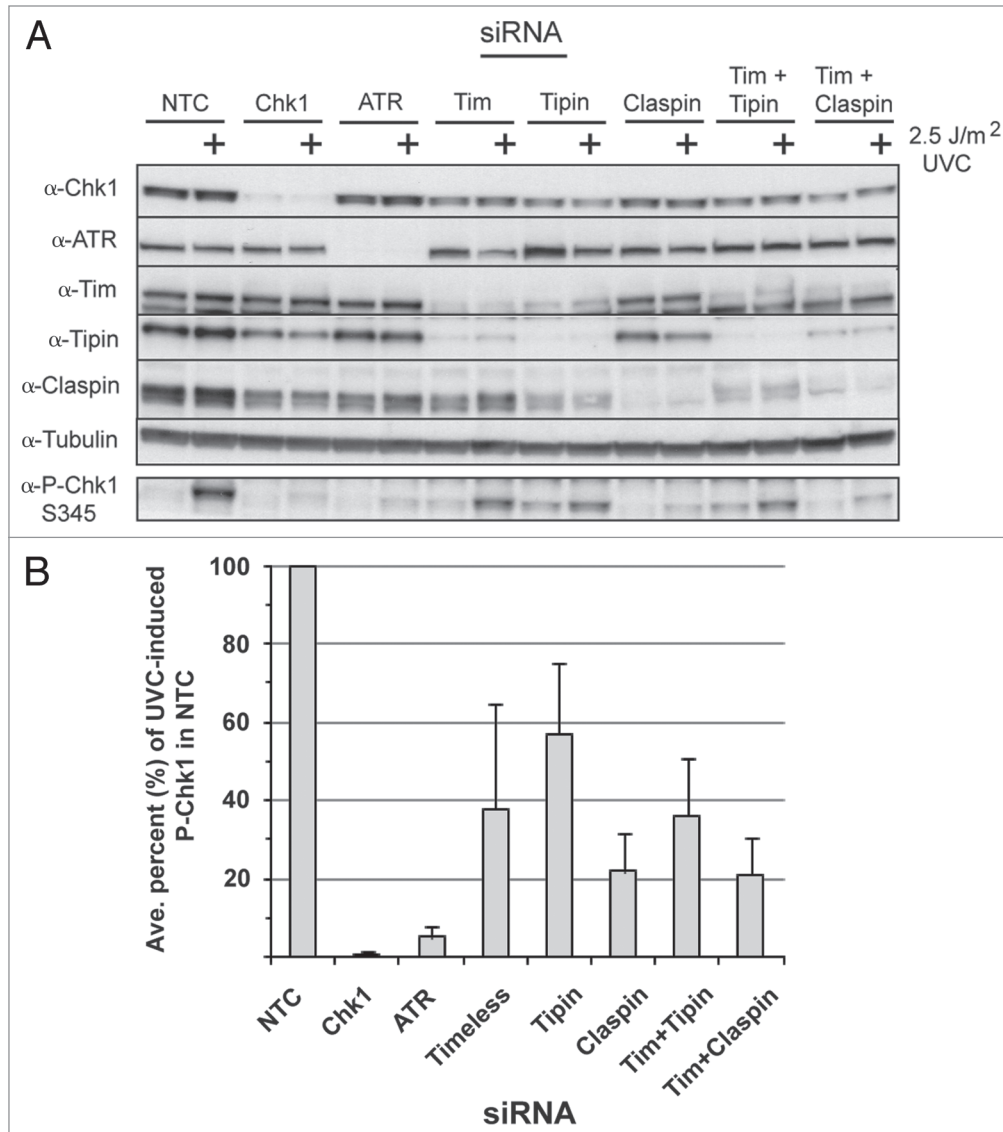 A
siRNA
NTC Chk1 ATR Tim Tipin Claspin Tim + Tipin Tim + Claspin
+ + + + + + + + 2.5 J/m² UVC
α-Chk1
α-ATR
α-Tim
α-Tipin
α-Claspin
α-Tubulin
α-P-Chk1
S345
B
Ave. percent (%) of UVC-induced
P-Chk1 in NTC
100
80
60
40
20
NTC Chk1 ATR Timeless Tipin Claspin Tim+Tipin Tim+Claspin
siRNA